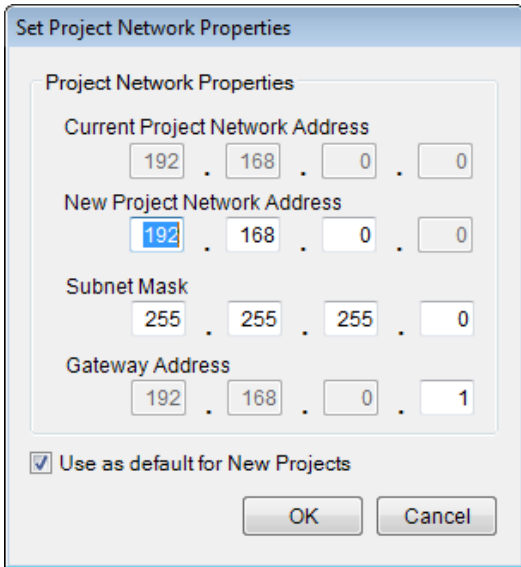 Set Project Network Properties
Project Network Properties
Current Project Network Address
192 . 168 . 0 . 0
New Project Network Address
192 . 168 . 0 . 0
Subnet Mask
255 . 255 . 255 . 0
Gateway Address
192 . 168 . 0 . 1
Use as default for New Projects
OK Cancel